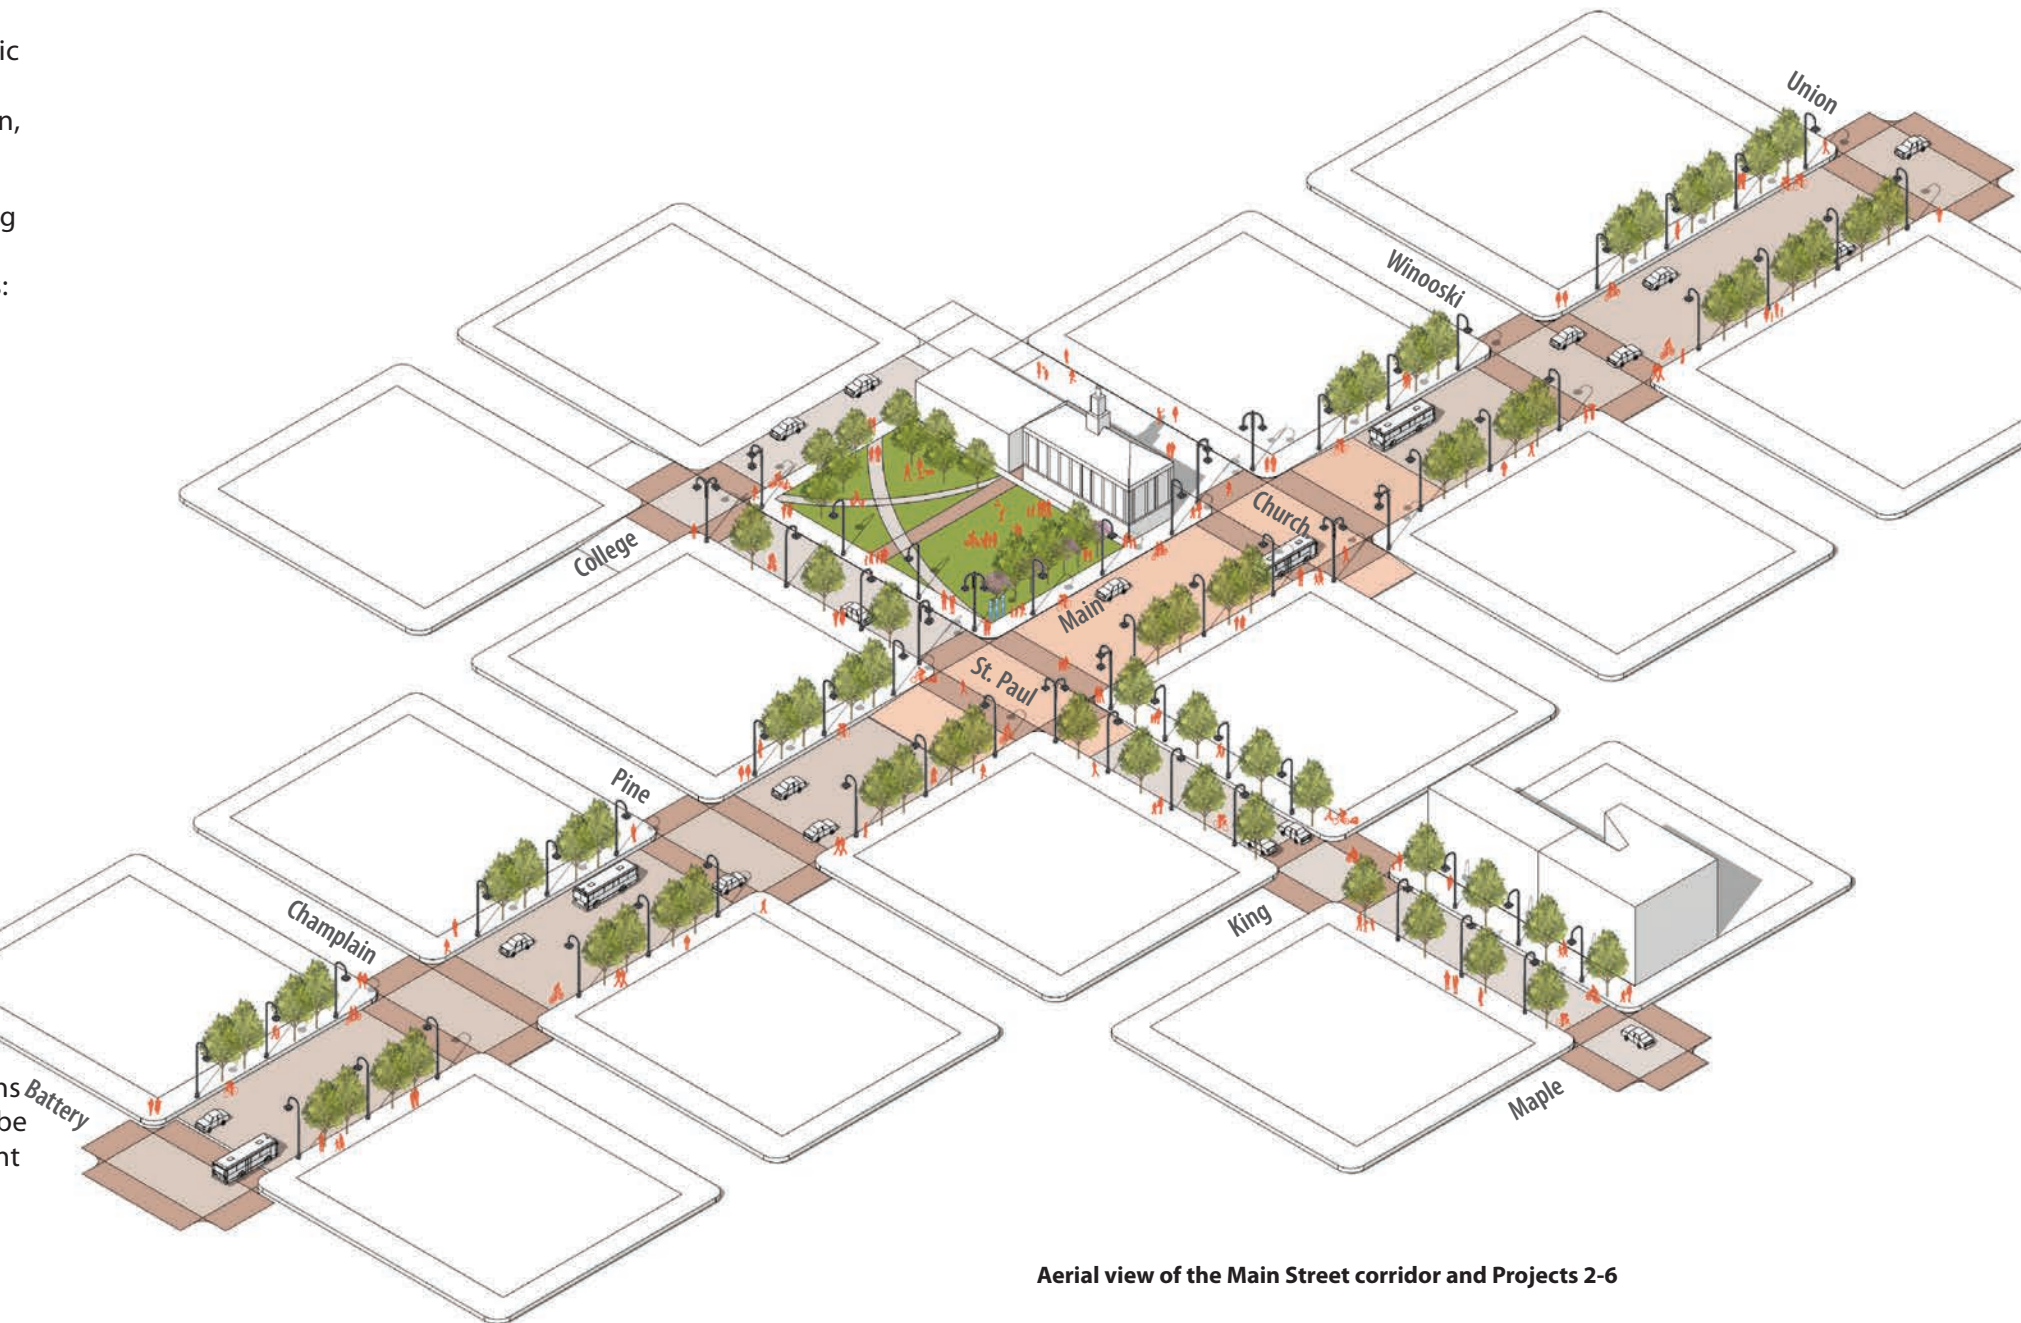 ic
n,
g
:
Union
Winooski
Church
College
Main
St. Paul
Pine
King
Champlain
Maple
Battery
ns
be
nt
Aerial view of the Main Street corridor and Projects 2-6